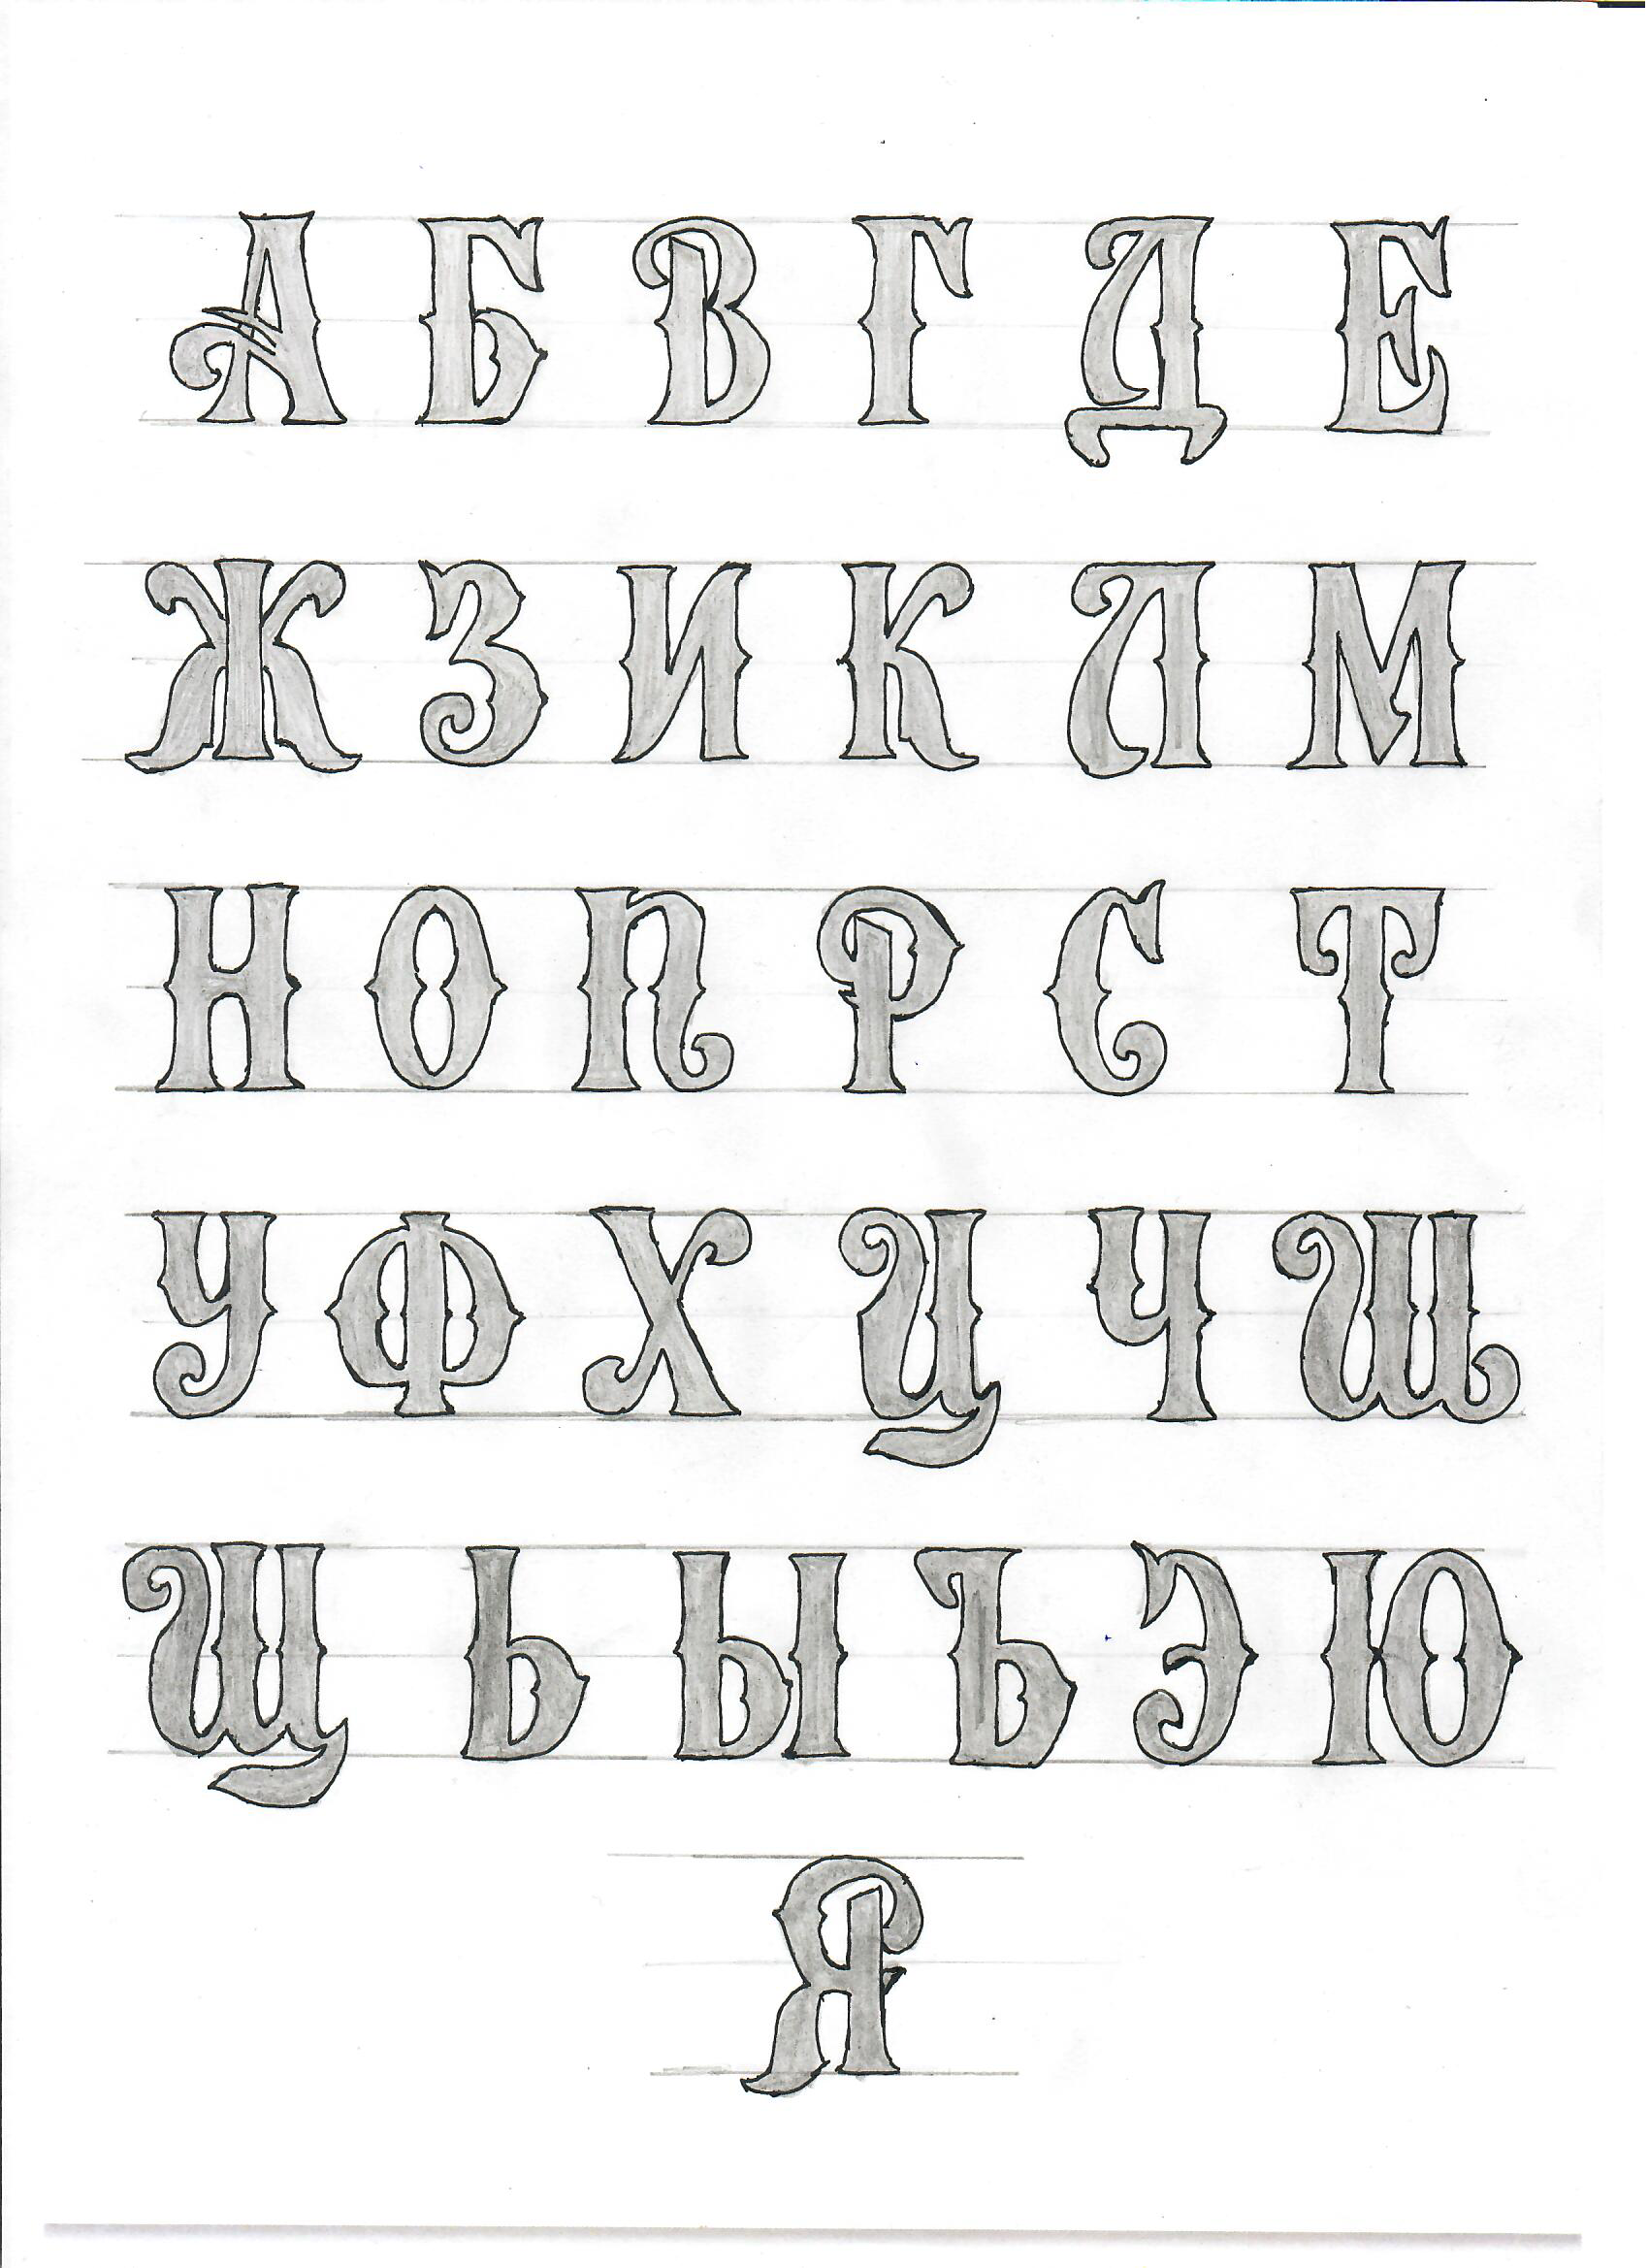 А Б В Г Д Е
Ж З И К Л М
Н О П Р С Т
У Ф Х Ц Ч Ш
Щ Ь Ы Ъ Э Ю
Я